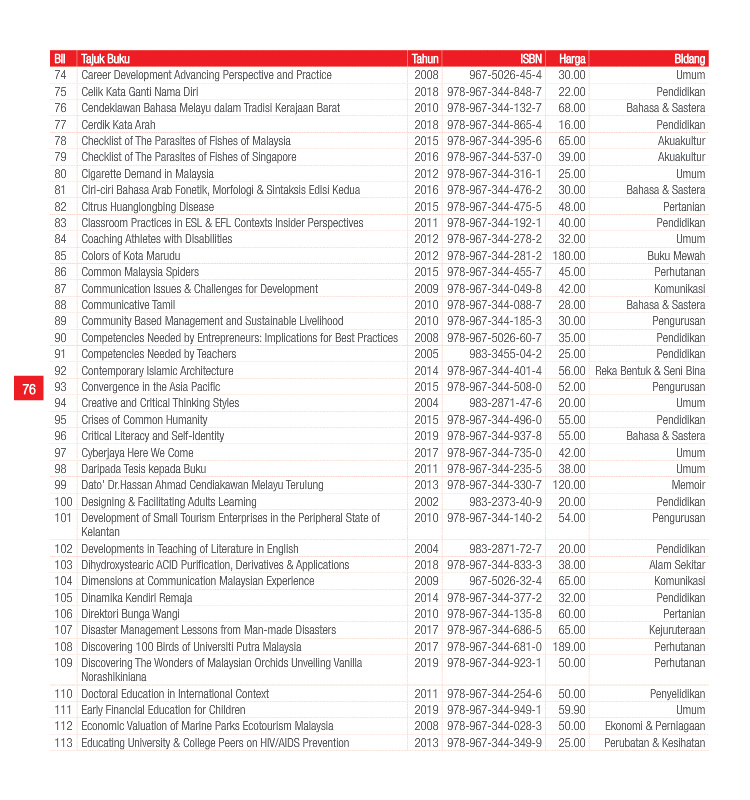 Bil Tajuk Buku Tahun ISBN Harga Bidang
74 Career Development Advancing Perspective and Practice 2008 967-5026-45-4 30.00 Umum
75 Celik Kata Ganti Nama Diri 2018 978-967-344-848-7 22.00 Pendidikan
76 Cendekiawan Bahasa Melayu dalam Tradisi Kerajaan Barat 2010 978-967-344-132-7 68.00 Bahasa & Sastera
77 Cerdik Kata Arah 2018 978-967-344-865-4 16.00 Pendidikan
78 Checklist of The Parasites of Fishes of Malaysia 2015 978-967-344-395-6 65.00 Akuakultur
79 Checklist of The Parasites of Fishes of Singapore 2016 978-967-344-537-0 39.00 Akuakultur
80 Cigarette Demand in Malaysia 2012 978-967-344-316-1 25.00 Umum
81 Ciri-ciri Bahasa Arab Fonetik, Morfologi & Sintaksis Edisi Kedua 2016 978-967-344-476-2 30.00 Bahasa & Sastera
82 Citrus Huanglongbing Disease 2015 978-967-344-475-5 48.00 Pertanian
83 Classroom Practices in ESL & EFL Contexts Insider Perspectives 2011 978-967-344-192-1 40.00 Pendidikan
84 Coaching Athletes with Disabilities 2012 978-967-344-278-2 32.00 Umum
85 Colors of Kota Marudu 2012 978-967-344-281-2 180.00 Buku Mewah
86 Common Malaysia Spiders 2015 978-967-344-455-7 45.00 Perhutanan
87 Communication Issues & Challenges for Development 2009 978-967-344-049-8 42.00 Komunikasi
88 Communicative Tamil 2010 978-967-344-088-7 28.00 Bahasa & Sastera
89 Community Based Management and Sustainable Livelihood 2010 978-967-344-185-3 30.00 Pengurusan
90 Competencies Needed by Entrepreneurs: Implications for Best Practices 2008 978-967-5026-60-7 35.00 Pendidikan
91 Competencies Needed by Teachers 2005 983-3455-04-2 25.00 Pendidikan
92 Contemporary Islamic Architecture 2014 978-967-344-401-4 56.00 Reka Bentuk & Seni Bina
76
93 Convergence in the Asia Pacific 2015 978-967-344-508-0 52.00 Pengurusan
94 Creative and Critical Thinking Styles 2004 983-2871-47-6 20.00 Umum
95 Crises of Common Humanity 2015 978-967-344-496-0 55.00 Pendidikan
96 Critical Literacy and Self-Identity 2019 978-967-344-937-8 55.00 Bahasa & Sastera
97 Cyberjaya Here We Come 2017 978-967-344-735-0 42.00 Umum
98 Daripada Tesis kepada Buku 2011 978-967-344-235-5 38.00 Umum
99 Dato' Dr.Hassan Ahmad Cendiakawan Melayu Terulung 2013 978-967-344-330-7 120.00 Memoir
100 Designing & Facilitating Adults Learning 2002 983-2373-40-9 20.00 Pendidikan
101 Development of Small Tourism Enterprises in the Peripheral State of 2010 978-967-344-140-2 54.00 Pengurusan
Kelantan
102 Developments in Teaching of Literature in English 2004 983-2871-72-7 20.00 Pendidikan
103 Dihydroxystearic ACID Purification, Derivatives & Applications 2018 978-967-344-833-3 38.00 Alam Sekitar
104 Dimensions at Communication Malaysian Experience 2009 967-5026-32-4 65.00 Komunikasi
105 Dinamika Kendiri Remaja 2014 978-967-344-377-2 32.00 Pendidikan
106 Direktori Bunga Wangi 2010 978-967-344-135-8 60.00 Pertanian
107 Disaster Management Lessons from Man-made Disasters 2017 978-967-344-686-5 65.00 Kejuruteraan
108 Discovering 100 Birds of Universiti Putra Malaysia 2017 978-967-344-681-0 189.00 Perhutanan
109 Discovering The Wonders of Malaysian Orchids Unveiling Vanilla 2019 978-967-344-923-1 50.00 Perhutanan
Norashikiniana
110 Doctoral Education in International Context 2011 978-967-344-254-6 50.00 Penyelidikan
111 Early Financial Education for Children 2019 978-967-344-949-1 59.90 Umum
112 Economic Valuation of Marine Parks Ecotourism Malaysia 2008 978-967-344-028-3 50.00 Ekonomi & Perniagaan
113 Educating University & College Peers on HIV/AIDS Prevention 2013 978-967-344-349-9 25.00 Perubatan & Kesihatan